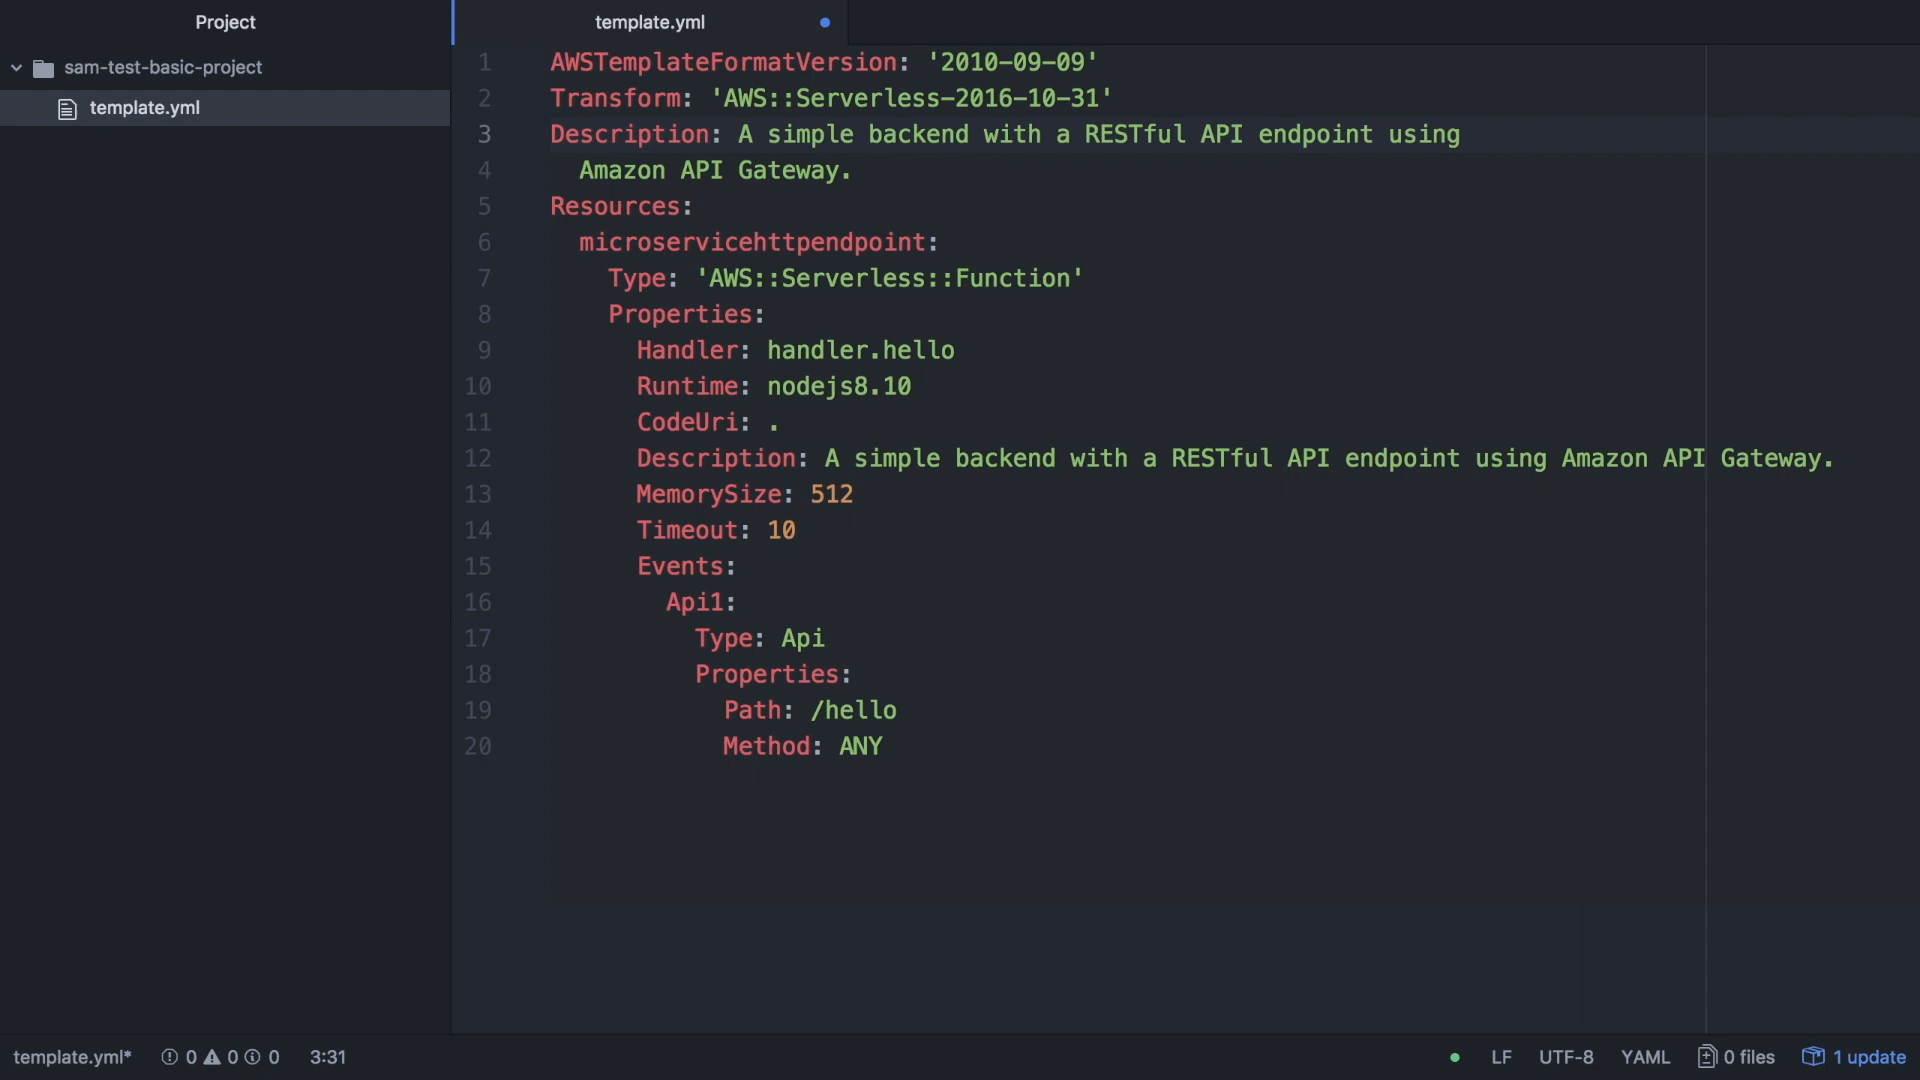 Project
template.yml
sam-test-basic-project
template.yml
1 AWSTemplateFormatVersion: '2010-09-09'
2 Transform: 'AWS::Serverless-2016-10-31'
3 Description: A simple backend with a RESTful API endpoint using
4 Amazon API Gateway.
5 Resources:
6 microservicehttpendpoint:
7 Type: 'AWS::Serverless::Function'
8 Properties:
9 Handler: handler.hello
10 Runtime: nodejs8.10
11 CodeUri: .
12 Description: A simple backend with a RESTful API endpoint using Amazon API Gateway.
13 MemorySize: 512
14 Timeout: 10
15 Events:
16 Api1:
17 Type: Api
18 Properties:
19 Path: /hello
20 Method: ANY
template.yml* 0 0 0 3:31 LF UTF-8 YAML 0 files 1 update